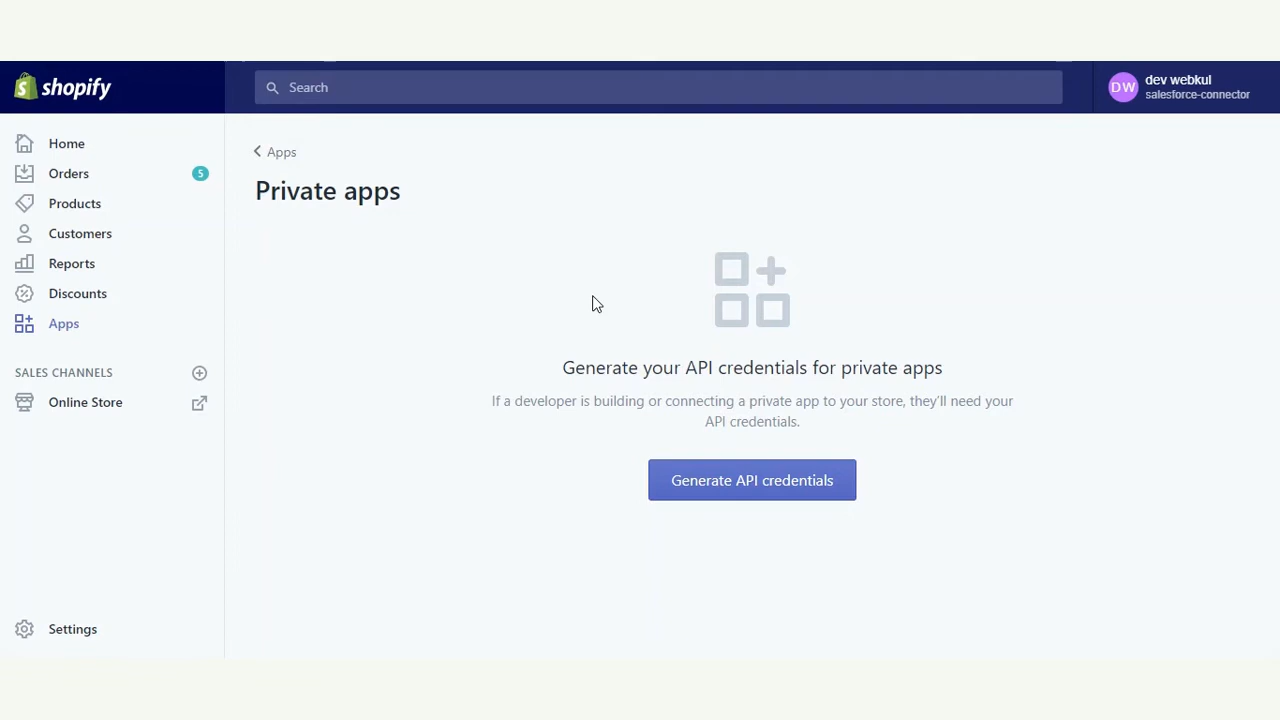 shopify
Search
DW
dev webkul
salesforce-connector
Home
Orders
5
Products
Customers
Reports
Discounts
Apps
SALES CHANNELS
Online Store
Settings
Apps
Private apps
Generate your API credentials for private apps
If a developer is building or connecting a private app to your store, they'll need your
API credentials.
Generate API credentials